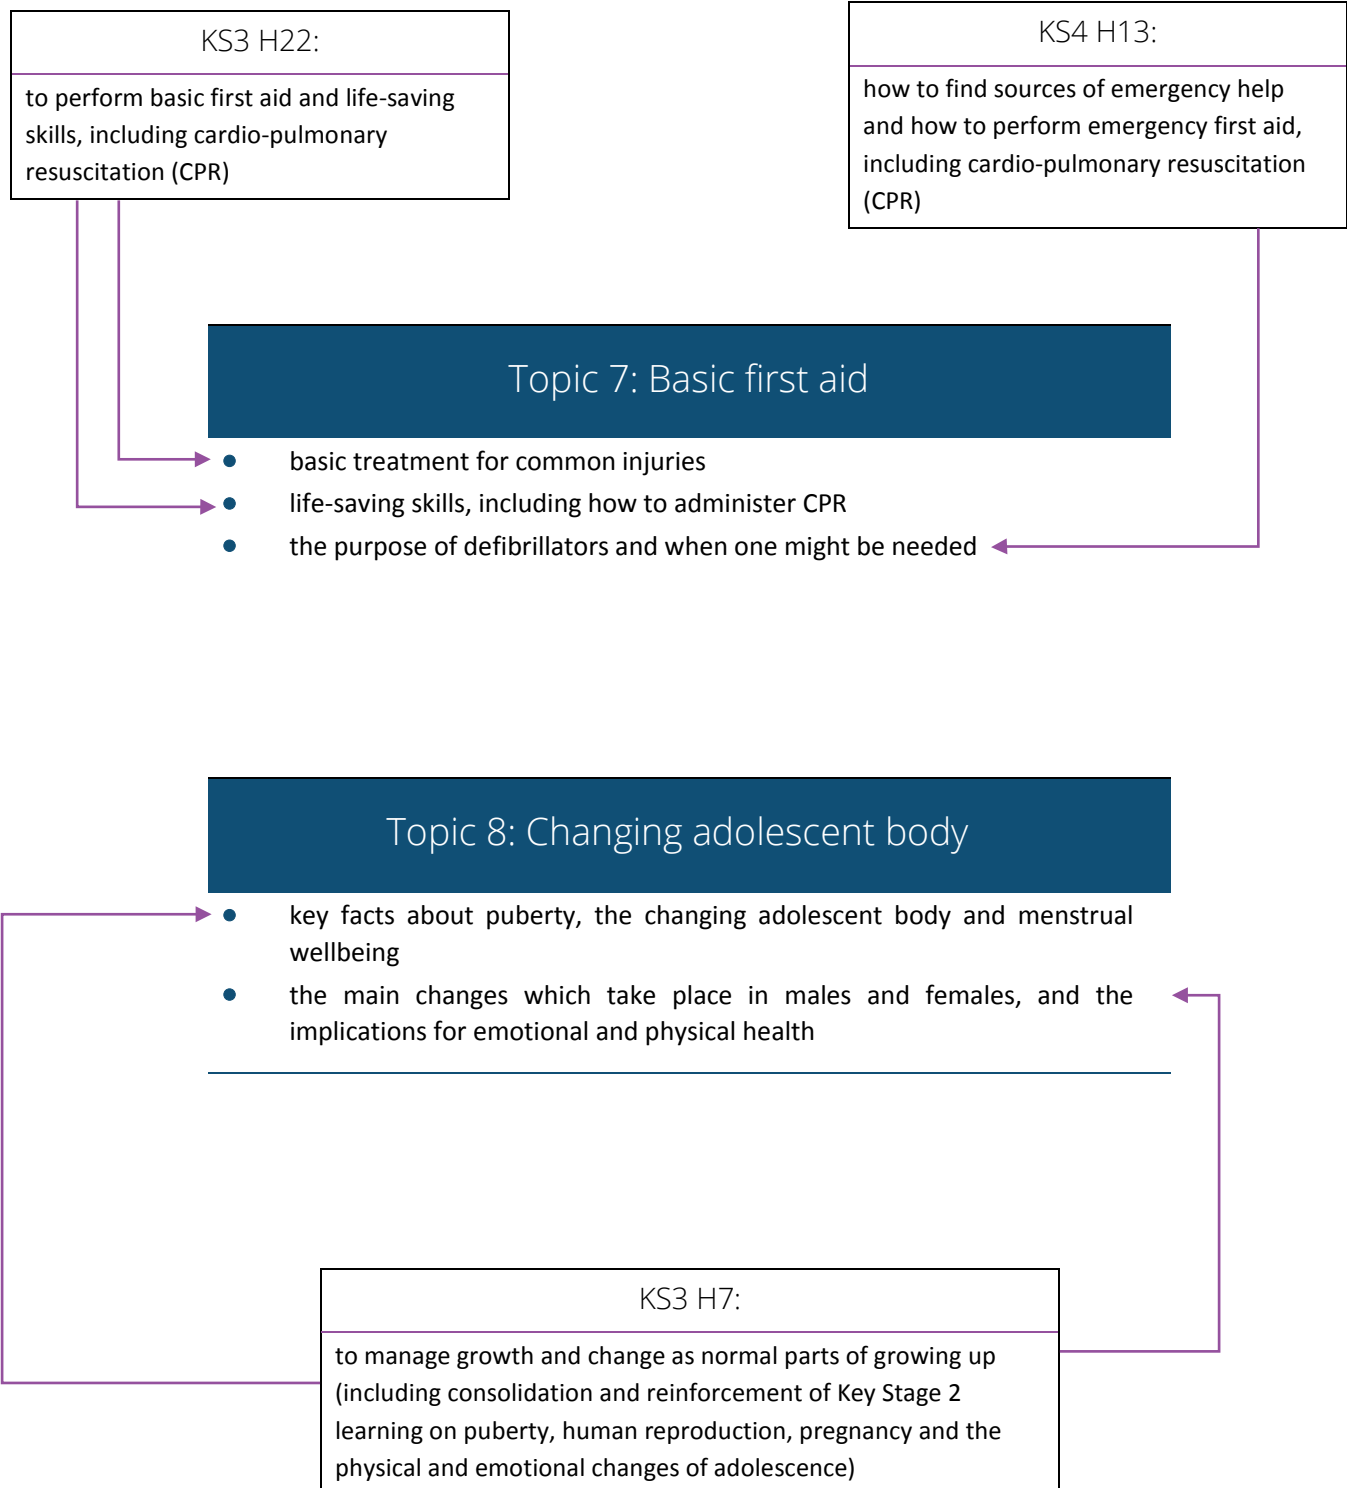 KS3 H22:
to perform basic first aid and life-saving
skills, including cardio-pulmonary
resuscitation (CPR)
KS4 H13:
how to find sources of emergency help
and how to perform emergency first aid,
including cardio-pulmonary resuscitation
(CPR)
Topic 7: Basic first aid
• basic treatment for common injuries
• life-saving skills, including how to administer CPR
• the purpose of defibrillators and when one might be needed
Topic 8: Changing adolescent body
• key facts about puberty, the changing adolescent body and menstrual
wellbeing
• the main changes which take place in males and females, and the
implications for emotional and physical health
KS3 H7:
to manage growth and change as normal parts of growing up
(including consolidation and reinforcement of Key Stage 2
learning on puberty, human reproduction, pregnancy and the
physical and emotional changes of adolescence)